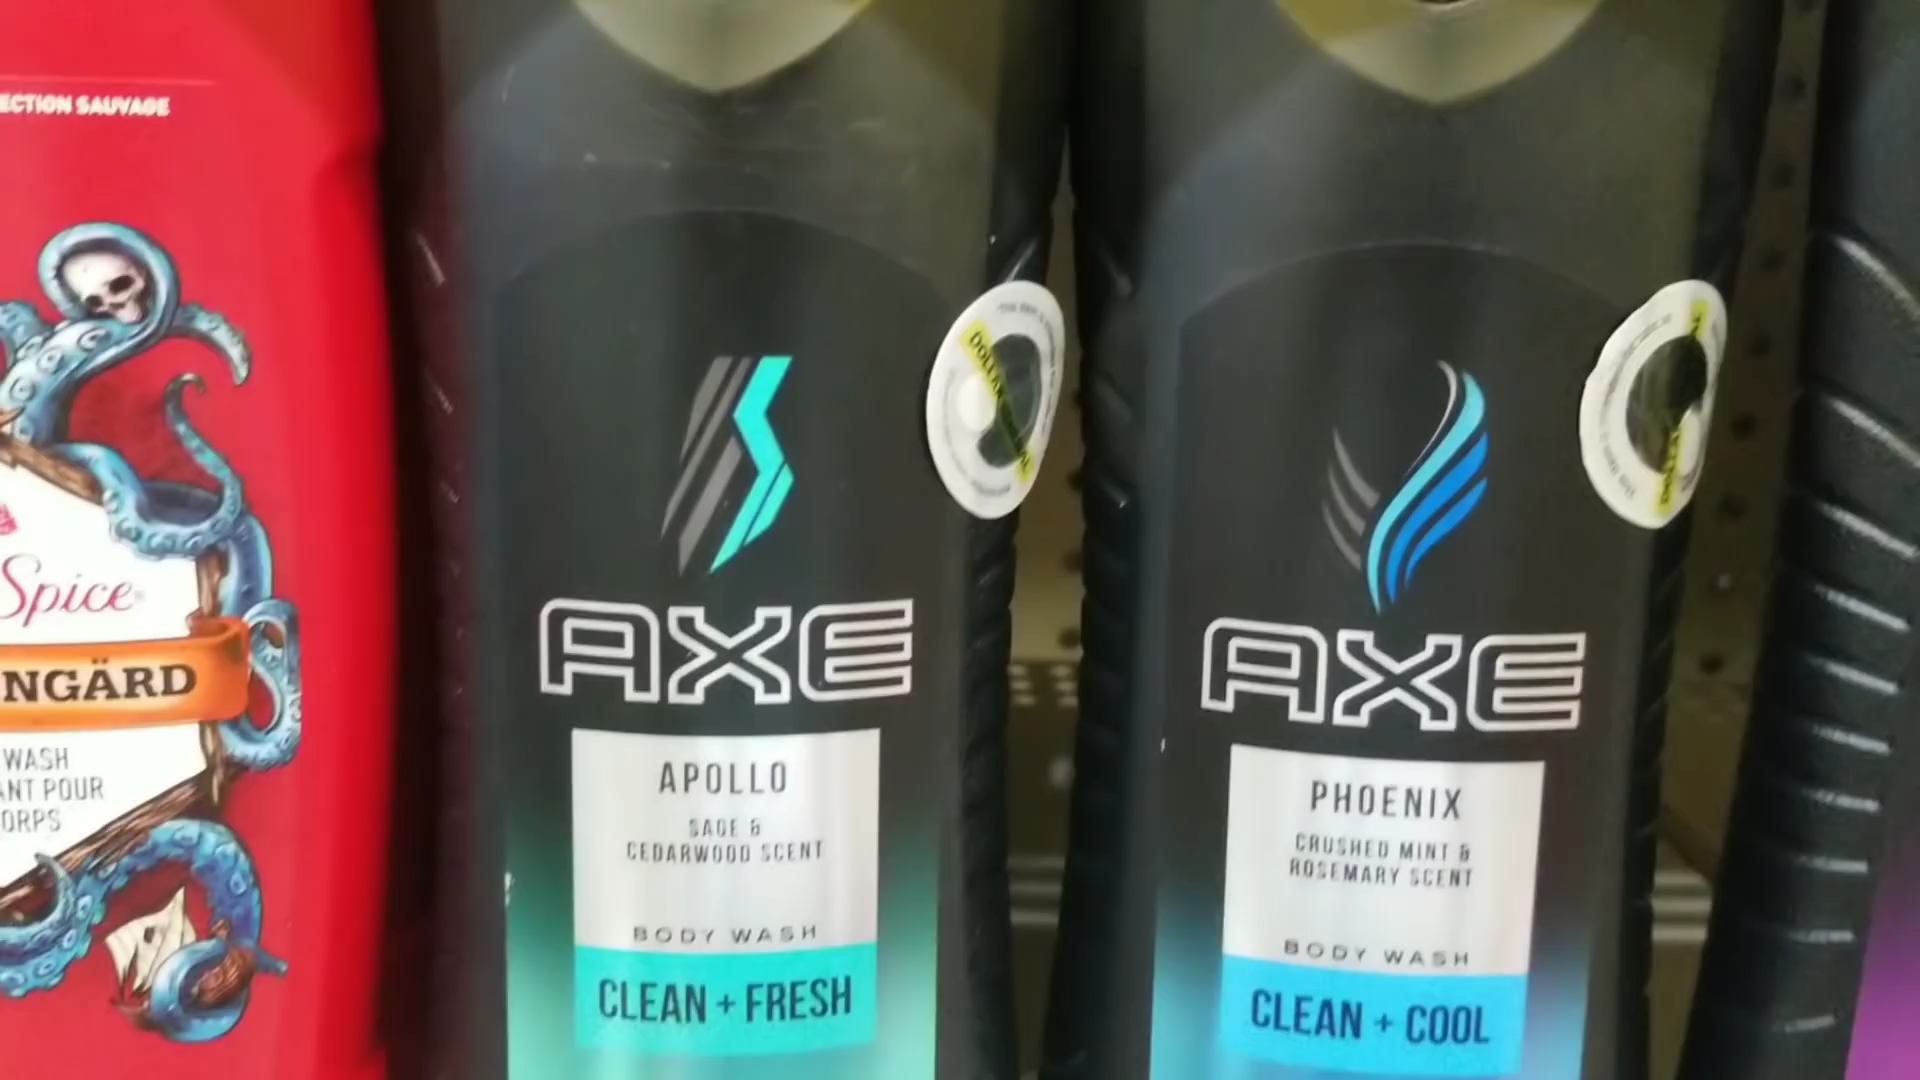 ECTION SAUVAGE
Spice
NGÄRD
WASH
ANT POUR
ORPS
AXE
APOLLO
SAGE &
CEDARWOOD SCENT
BODY WASH
CLEAN + FRESH
AXE
PHOENIX
CRUSHED MINT &
ROSEMARY SCENT
BODY WASH
CLEAN + COOL